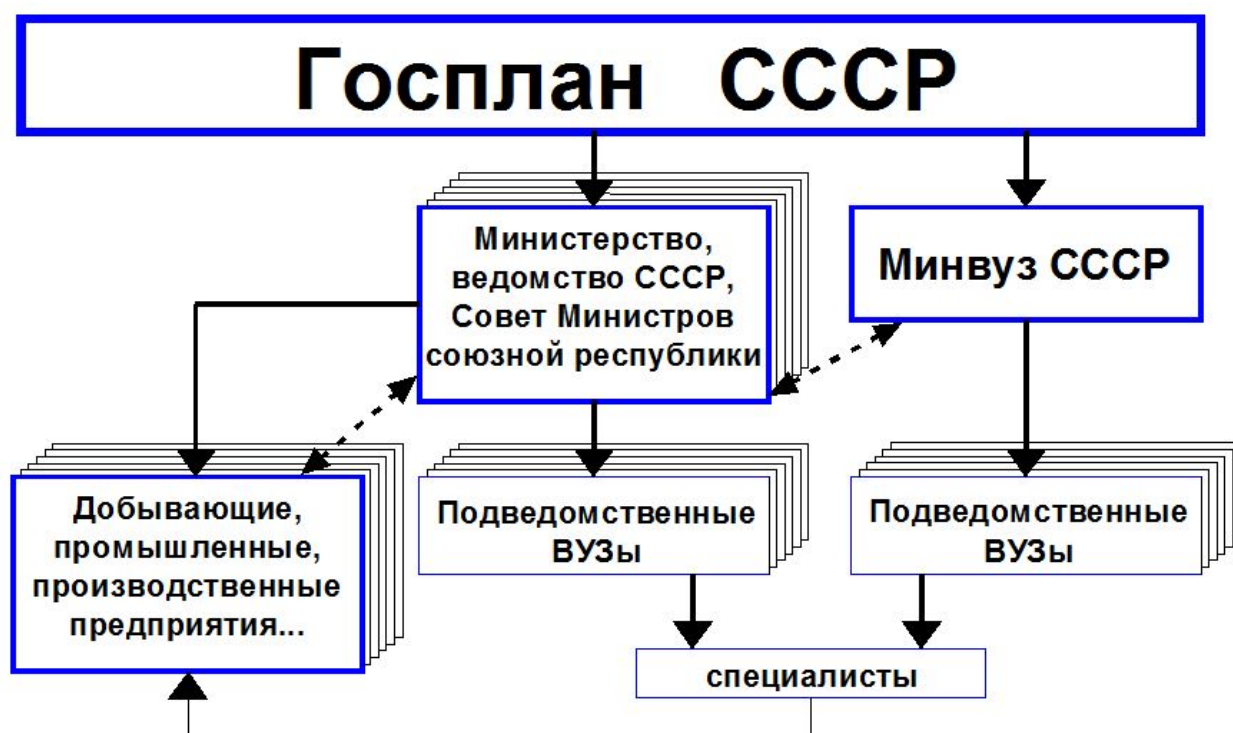 Госплан СССР
Министерство,
ведомство СССР,
Совет Министров
союзной республики
Минвуз СССР
Добывающие,
промышленные,
производственные
предприятия...
Подведомственные
ВУЗы
Подведомственные
ВУЗы
специалисты